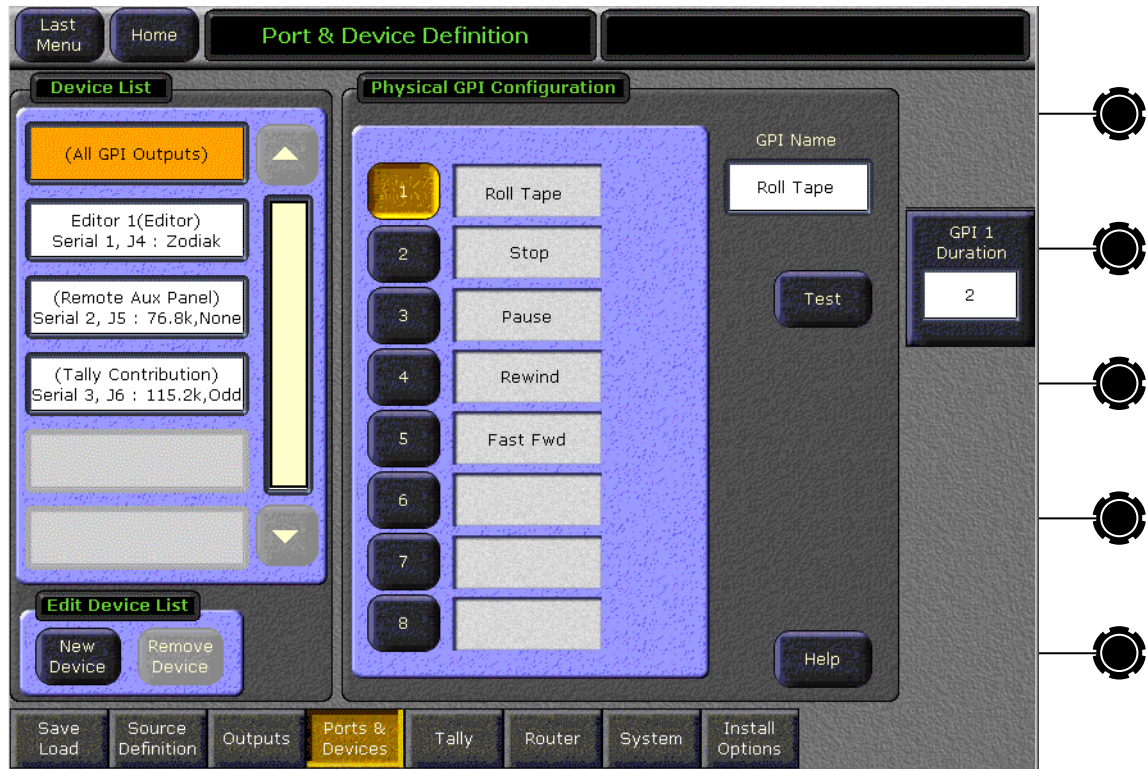 Last
Menu
Home
Port & Device Definition
Device List
(All GPI Outputs)
Editor 1(Editor)
Serial 1, J4 : Zodiak
(Remote Aux Panel)
Serial 2, J5 : 76.8k,None
(Tally Contribution)
Serial 3, J6 : 115.2k,Odd
Edit Device List
New
Device
Remove
Device
Physical GPI Configuration
1
Roll Tape
2
Stop
3
Pause
4
Rewind
5
Fast Fwd
6
7
8
GPI Name
Roll Tape
Test
Help
GPI 1
Duration
2
Save
Load
Source
Definition
Outputs
Ports &
Devices
Tally
Router
System
Install
Options